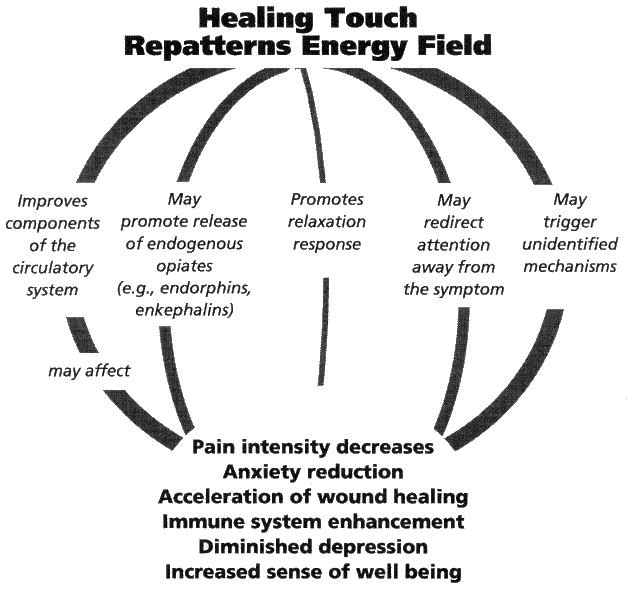 Healing Touch
Repatterns Energy Field
Improves
components
of the
circulatory
system
May
promote release
of endogenous
opiates
(e.g., endorphins,
enkephalins)
Promotes
relaxation
response
May
redirect
attention
away from
the symptom
May
trigger
unidentified
mechanisms
may affect
Pain intensity decreases
Anxiety reduction
Acceleration of wound healing
Immune system enhancement
Diminished depression
Increased sense of well being